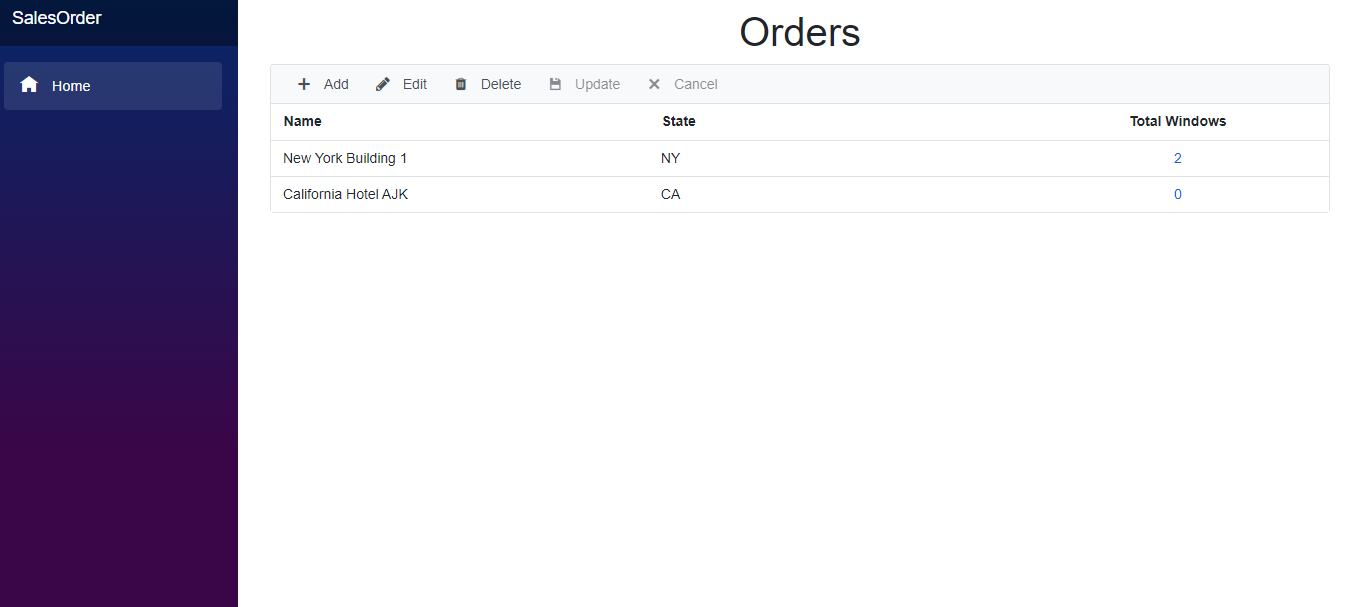 SalesOrder
Home
Orders
Add Edit Delete Update Cancel
Name State Total Windows
New York Building 1 NY 2
California Hotel AJK CA 0